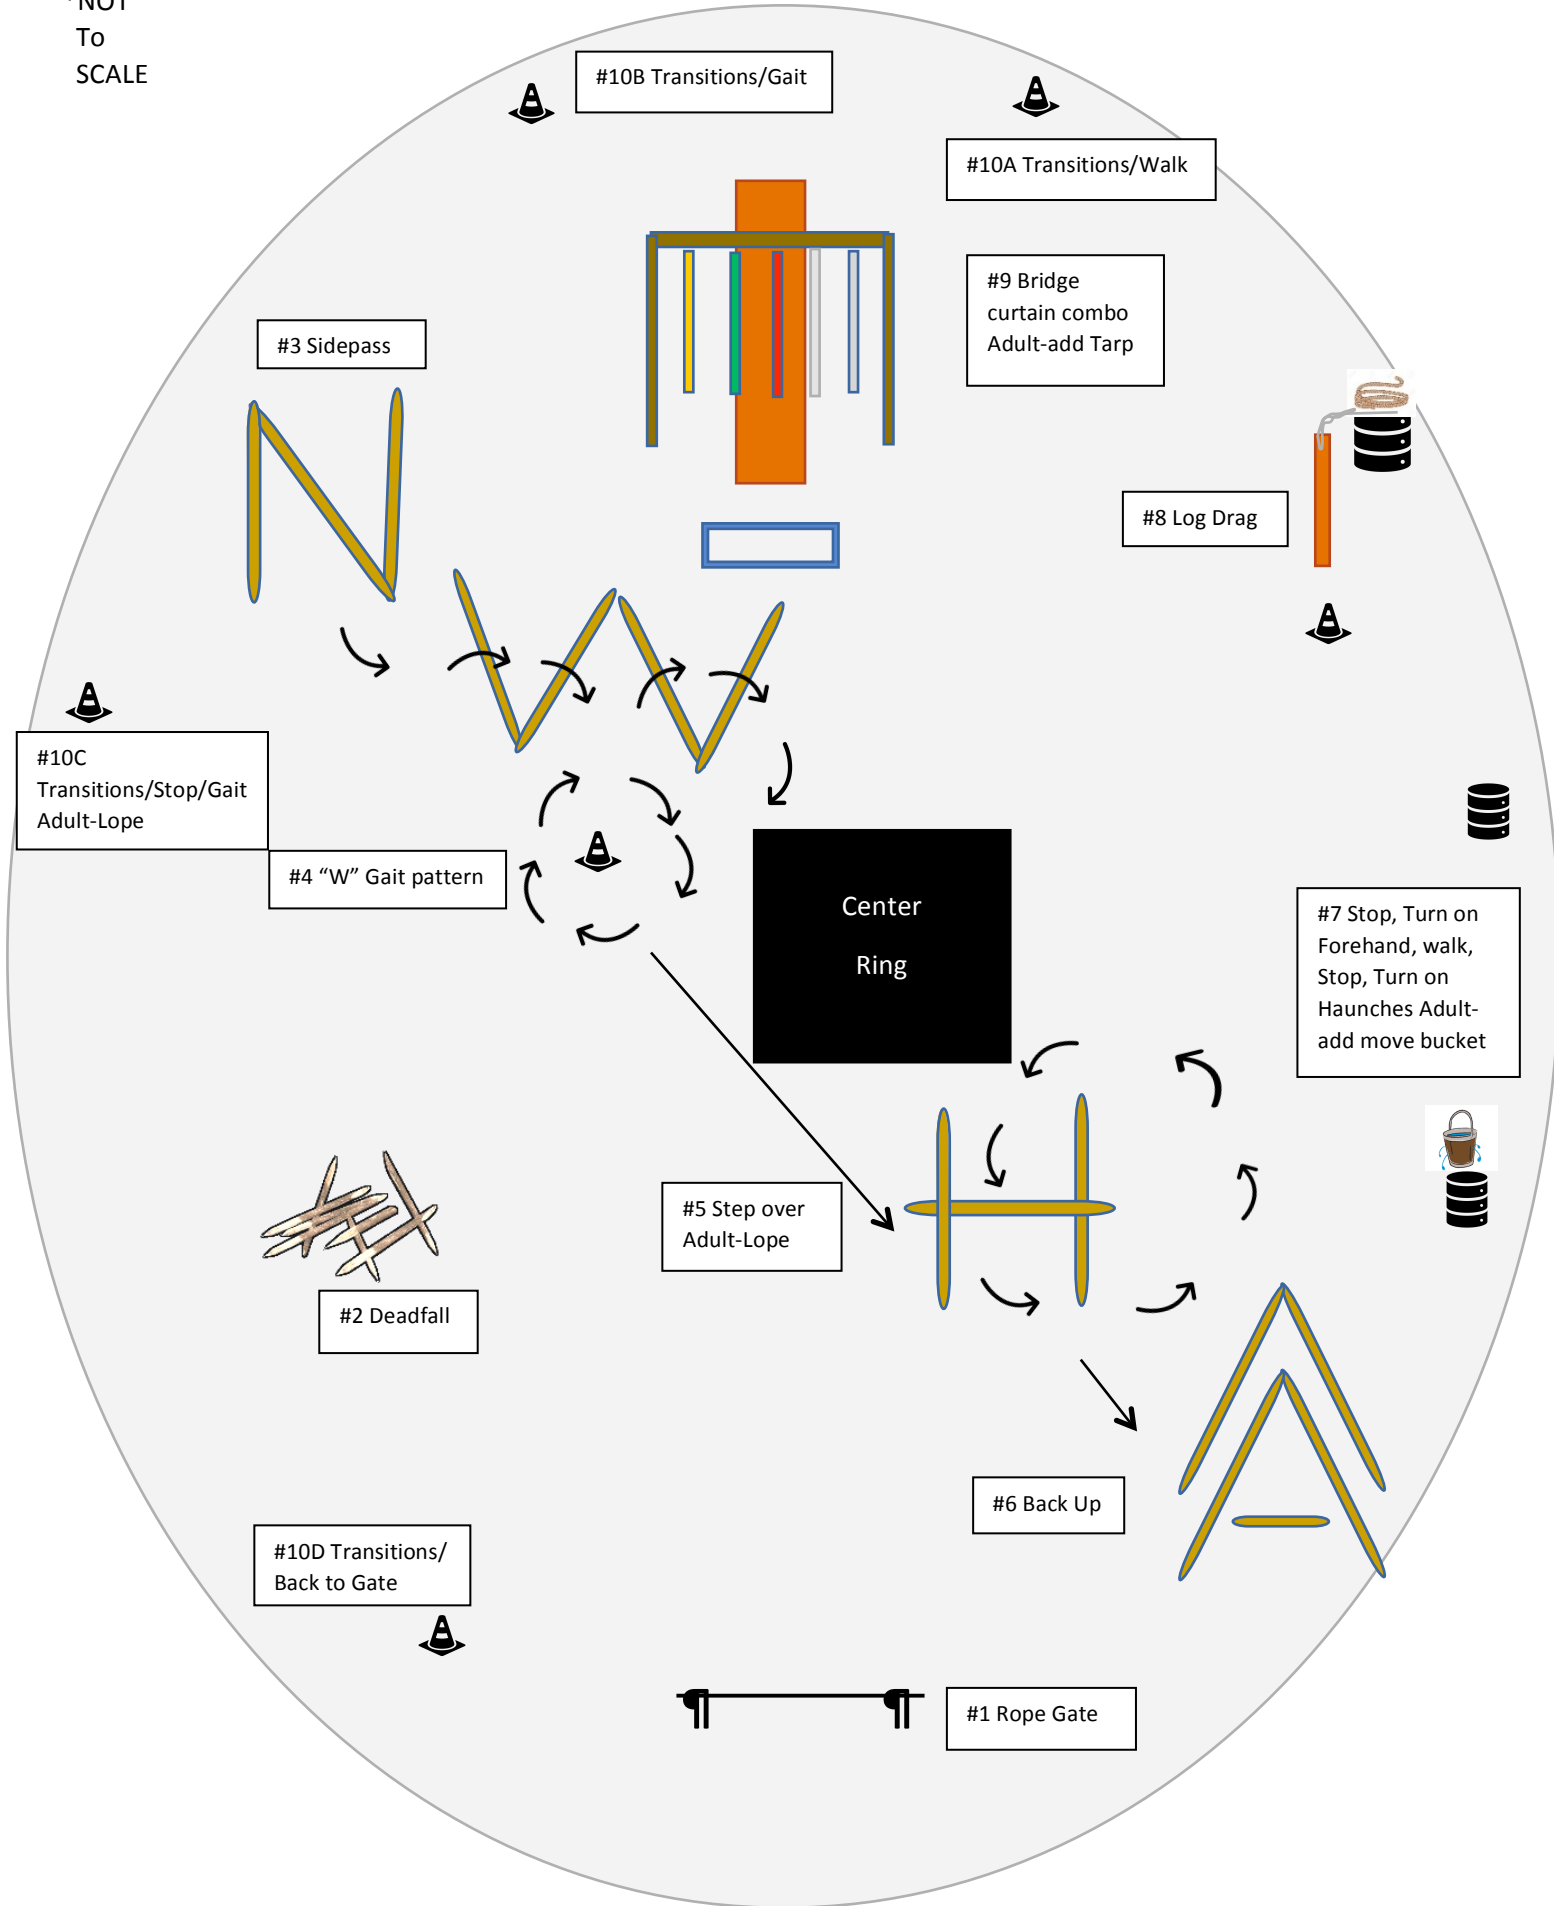 *NOT
To
SCALE
#10B Transitions/Gait
#10A Transitions/Walk
#9 Bridge
curtain combo
Adult-add Tarp
#3 Sidepass
#8 Log Drag
#10C
Transitions/Stop/Gait
Adult-Lope
#4 “W” Gait pattern
Center
Ring
#7 Stop, Turn on
Forehand, walk,
Stop, Turn on
Haunches Adult-
add move bucket
#5 Step over
Adult-Lope
#2 Deadfall
#6 Back Up
#10D Transitions/
Back to Gate
#1 Rope Gate